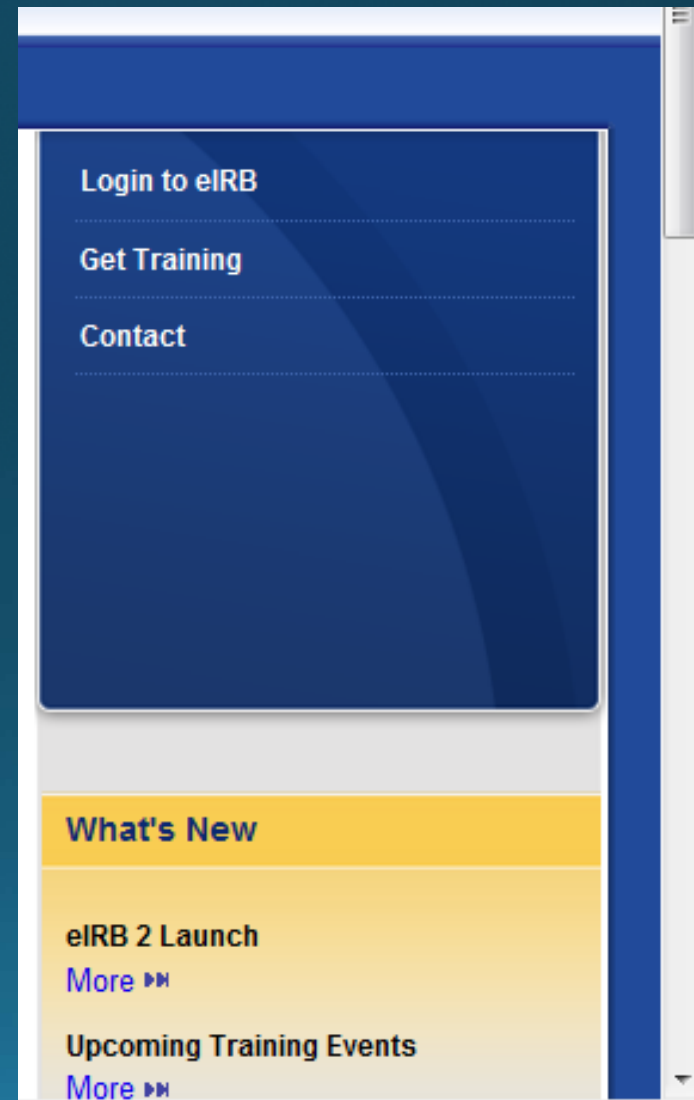 Login to eIRB
Get Training
Contact
What's New
eIRB 2 Launch
More
Upcoming Training Events
More